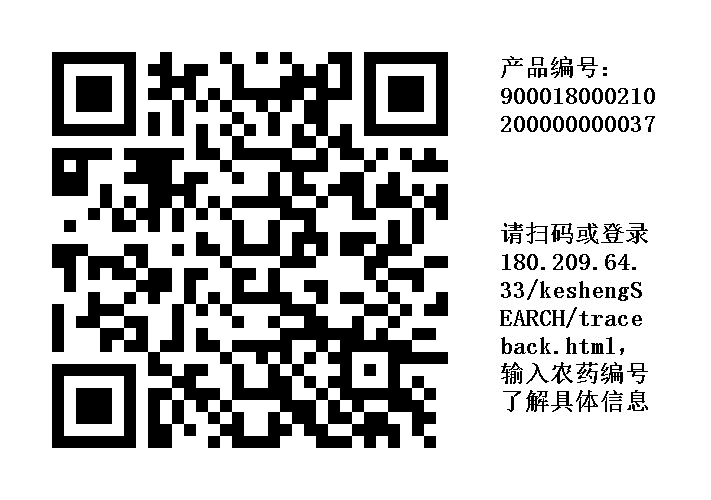 产品编号：
900018000210
200000000037
请扫码或登录
180.209.64.
33/keshengS
EARCH/trace
back.html，
输入农药编号
了解具体信息